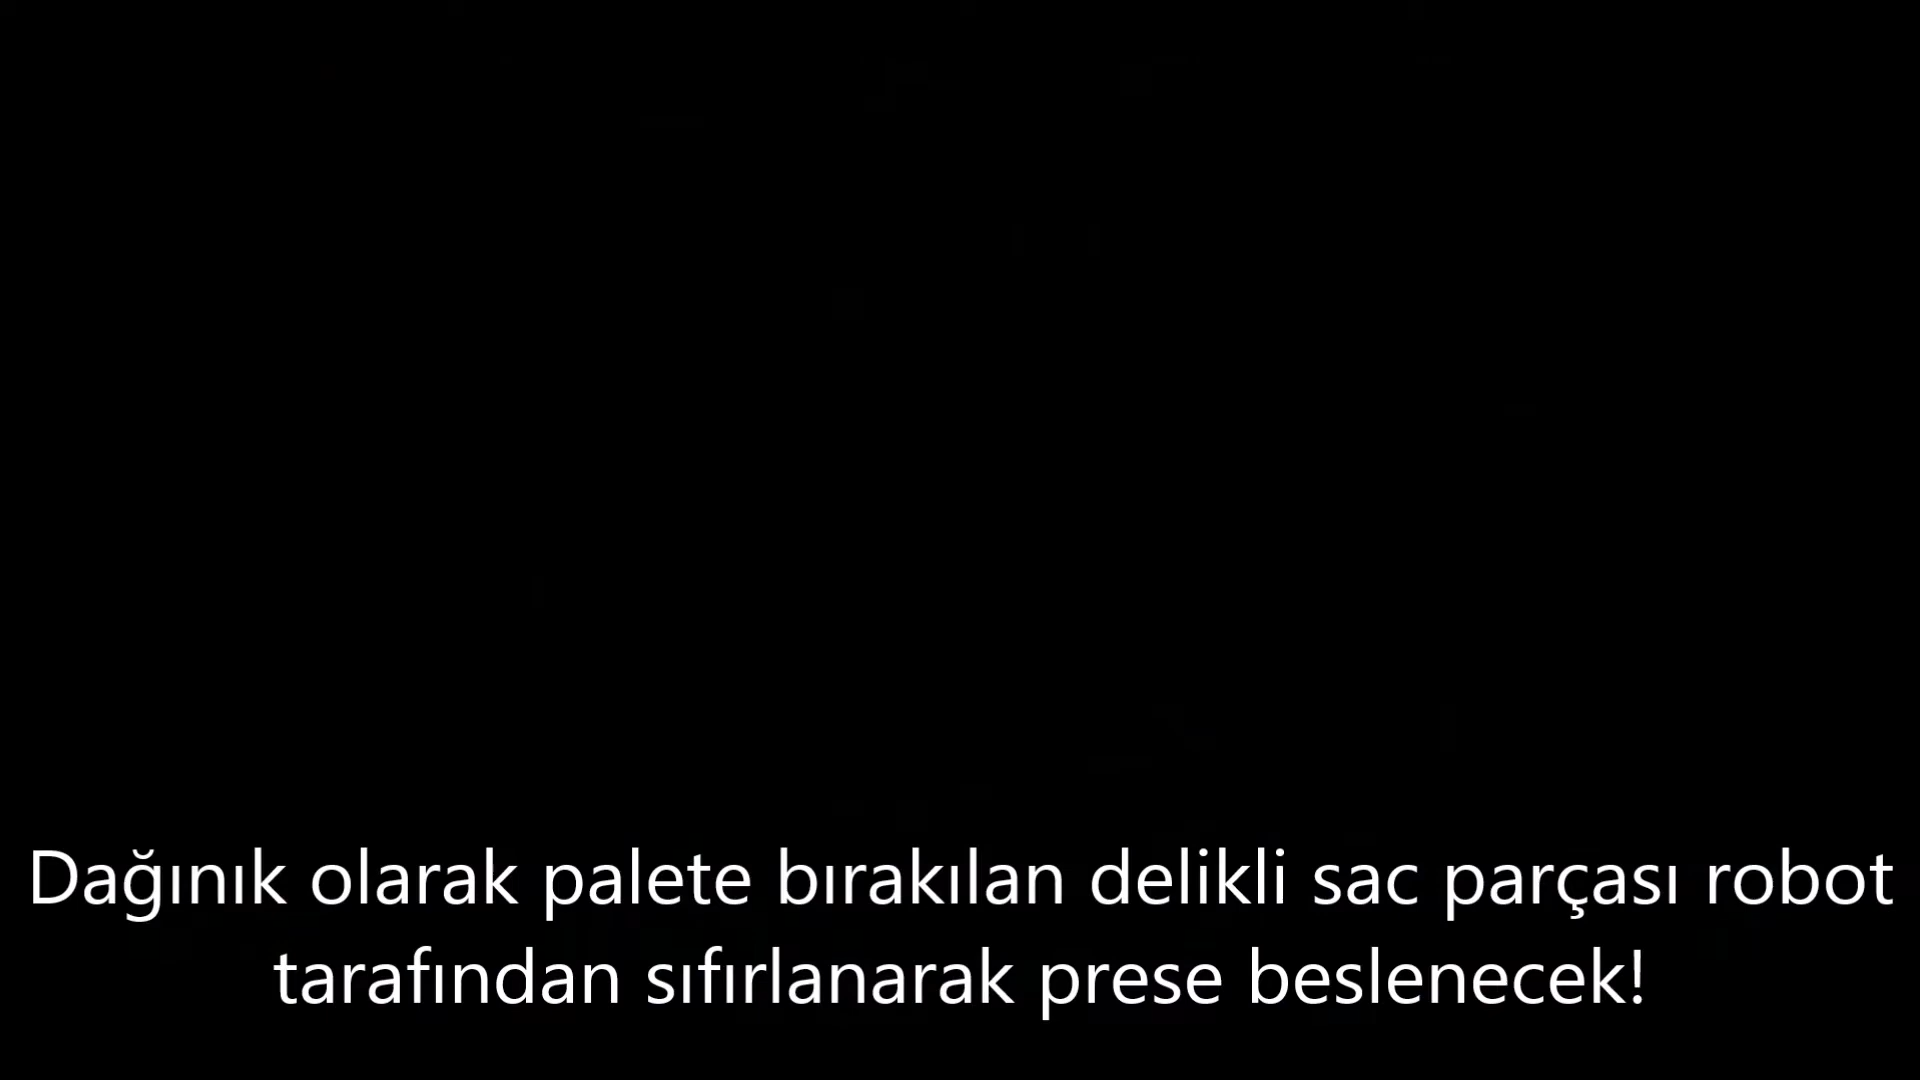 Dağınık olarak palete bırakılan delikli sac parçası robot
tarafından sıfırlanarak prese beslenecek!